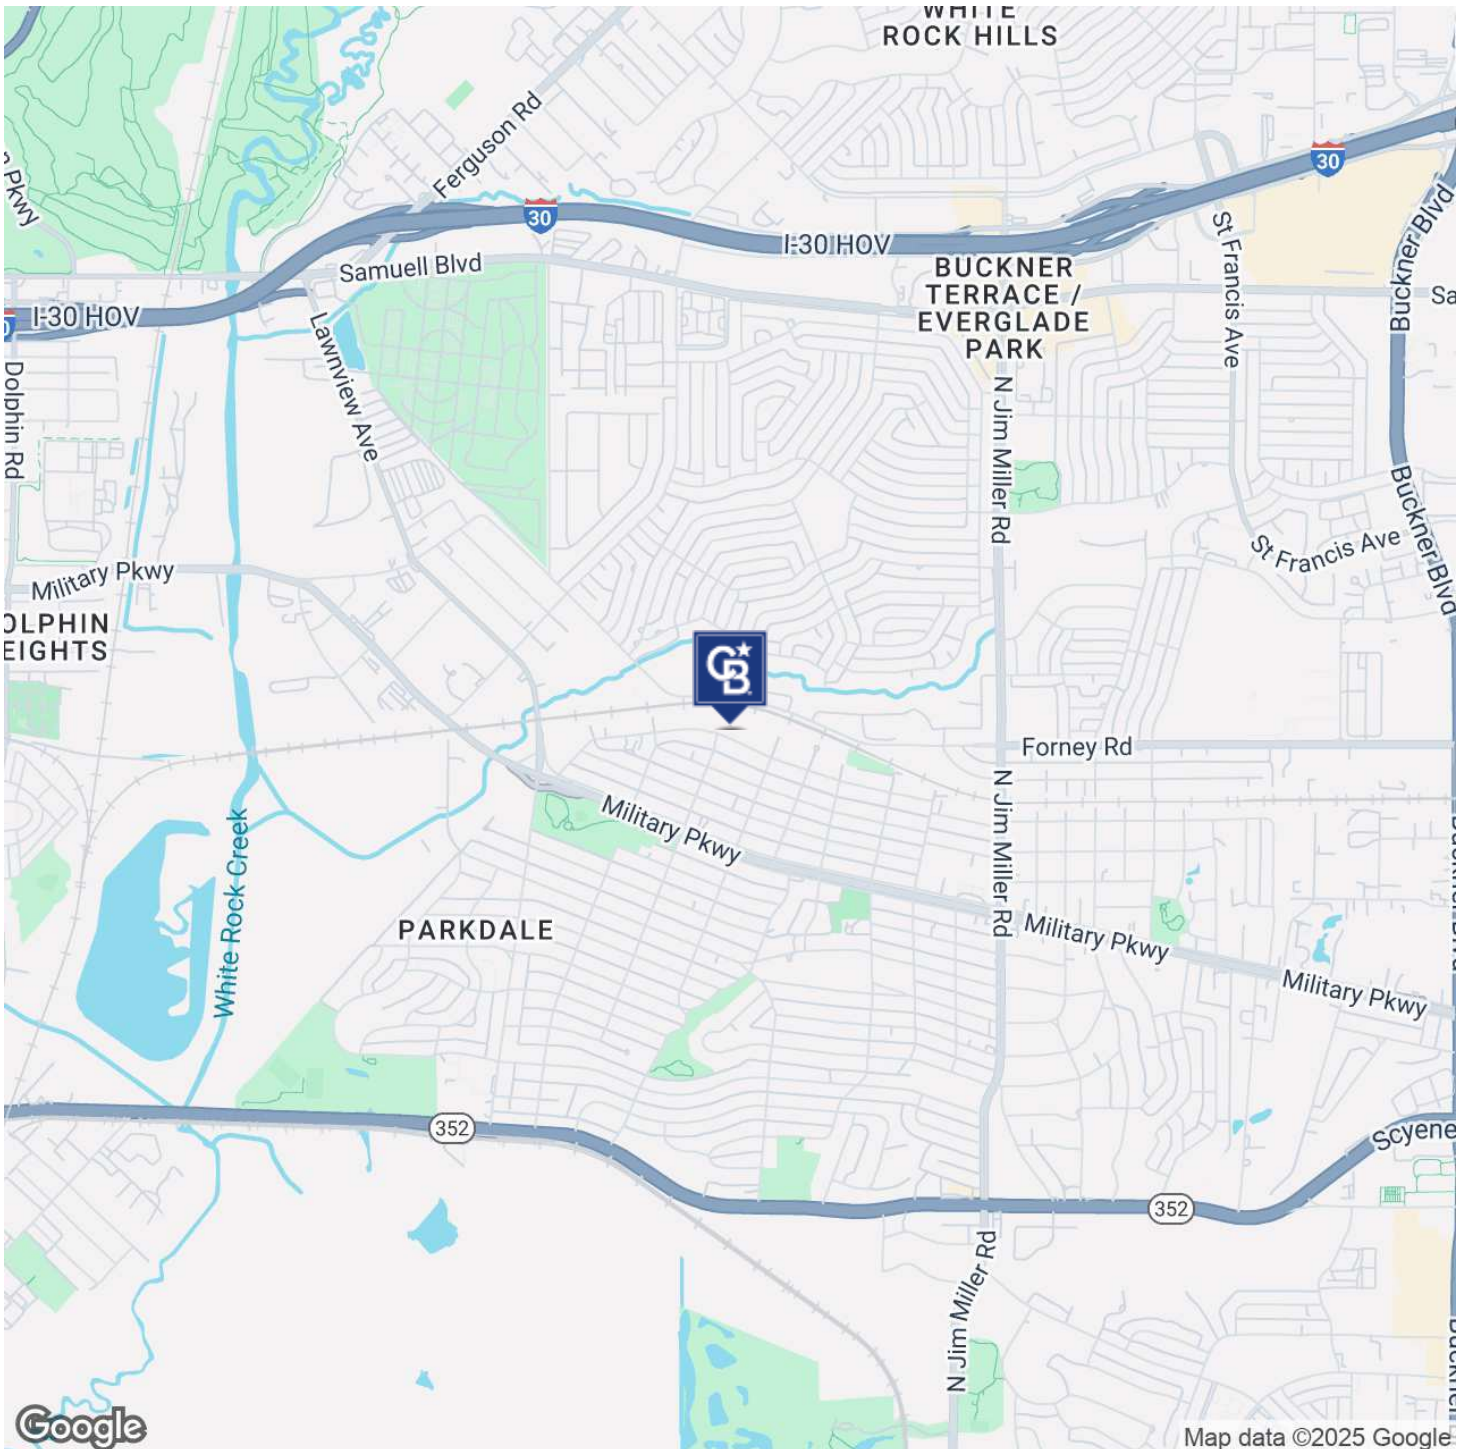 WHITE
ROCK HILLS
Ferguson Rd
Pkwy
30
30
I-30 HOV
St Francis Ave
Buckner Blvd
Samuell Blvd
BUCKNER
TERRACE /
EVERGLADE
PARK
Sa
I-30 HOV
Lawnview Ave
Dolphin Rd
N Jim Miller Rd
Buckner Blvd
St Francis Ave
Military Pkwy
OLPHIN
EIGHTS
CB
Forney Rd
N Jim Miller Rd
Military Pkwy
White Rock Creek
PARKDALE
Military Pkwy
Military Pkwy
352
Scyene
352
N Jim Miller Rd
Google
Map data ©2025 Google